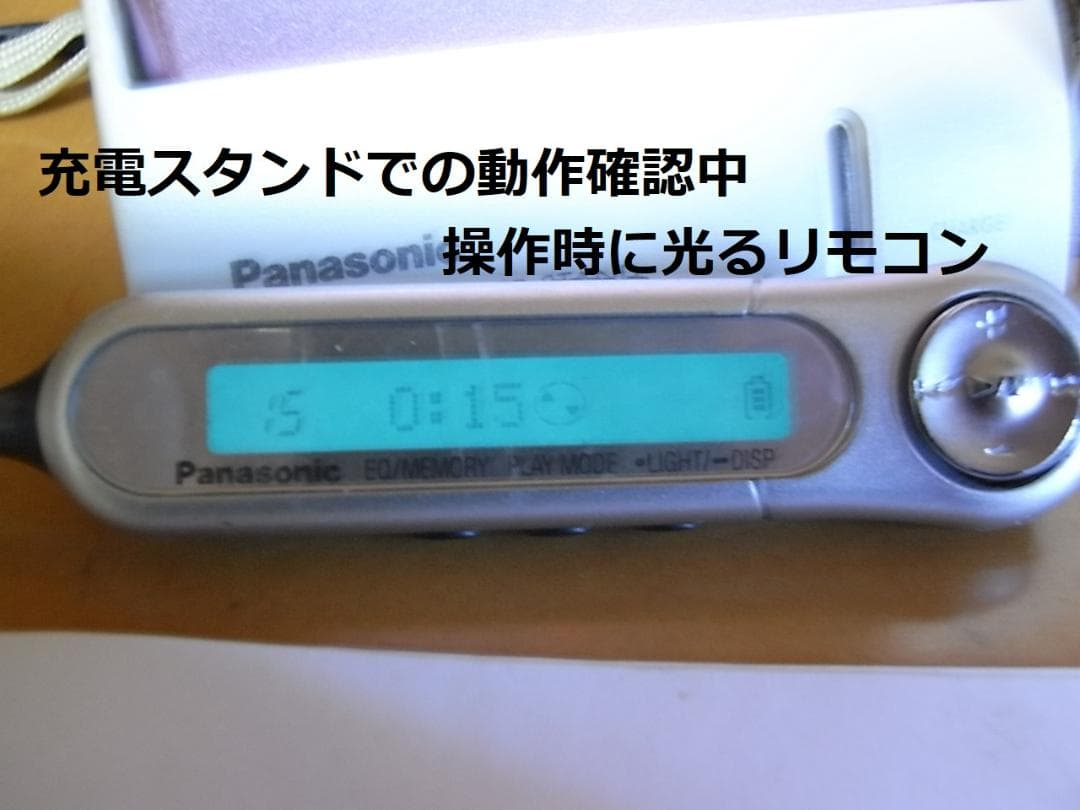 充電スタンドでの動作確認中
操作時に光るリモコン
Panasonic
CHARGE
0:15
Panasonic EQ/MEMORY PLAY MODE •LIGHT/−DISP